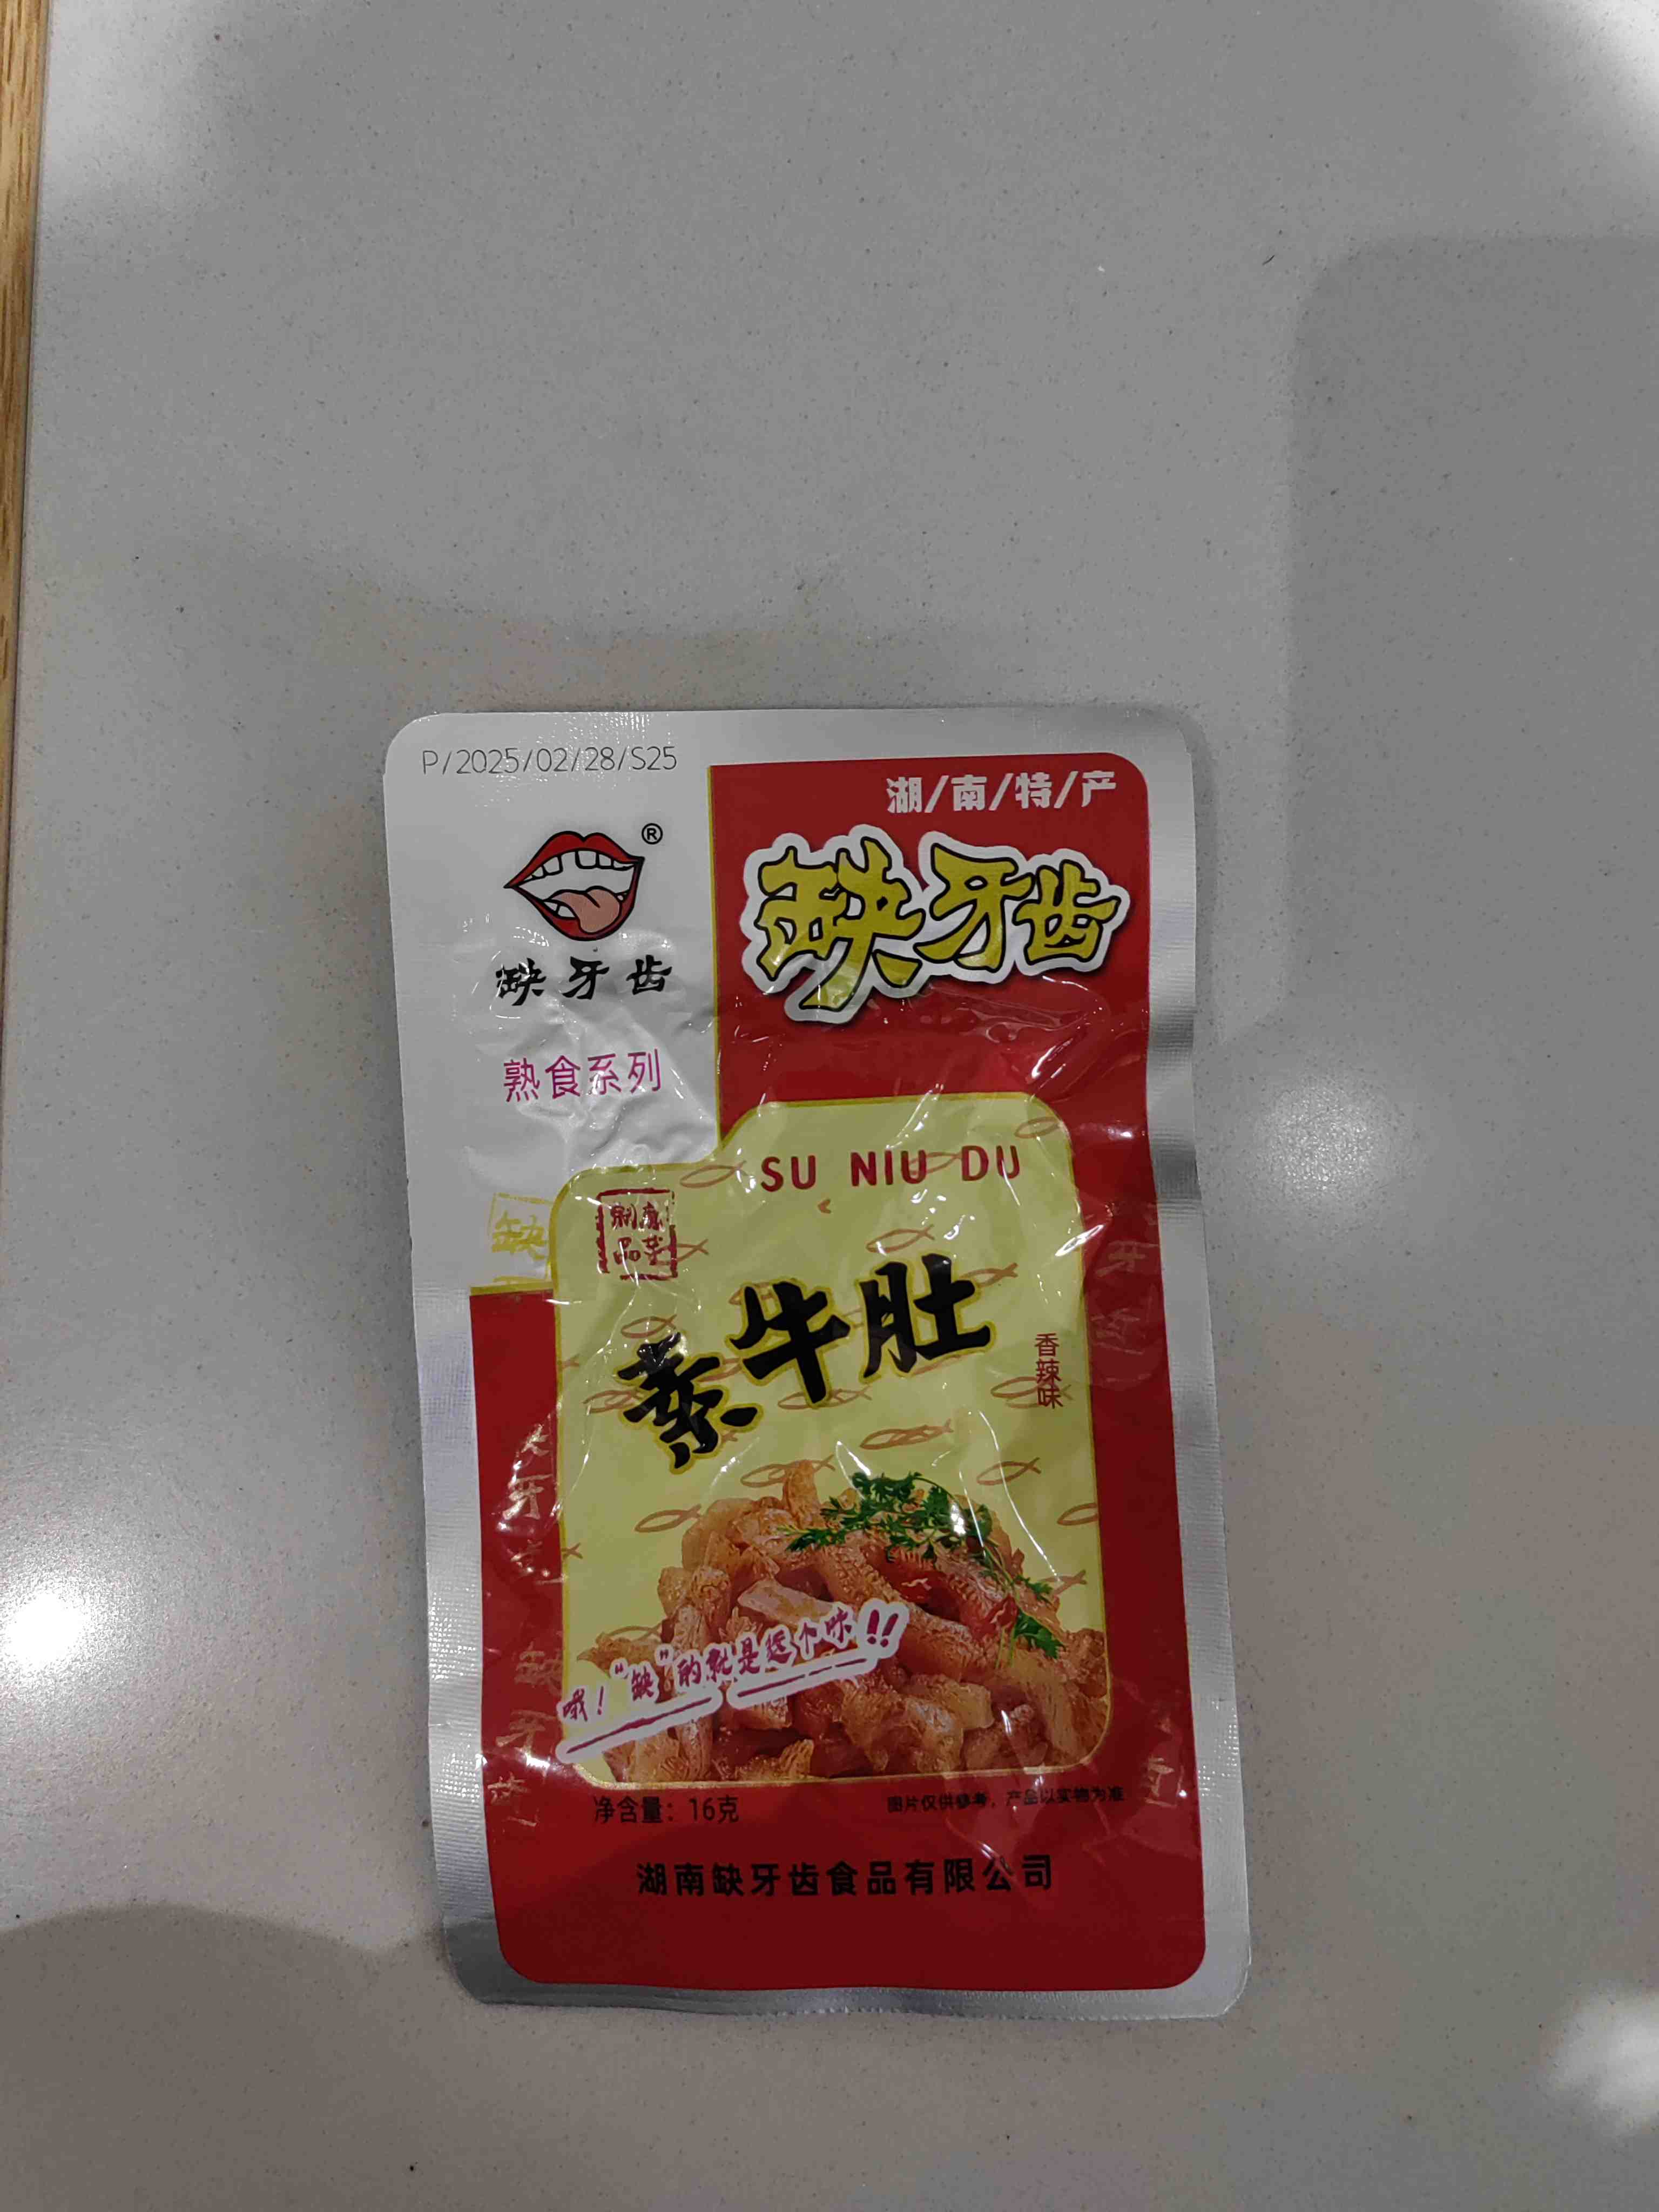 P/2025/02/28/S25
湖/南/特/产
®
缺牙齿
缺牙齿
熟食系列
SU NIU DU
缺
素牛肚
香辣味
哦！“缺”的就是这个味!!
净含量：16克
图片仅供参考，产品以实物为准
湖南缺牙齿食品有限公司